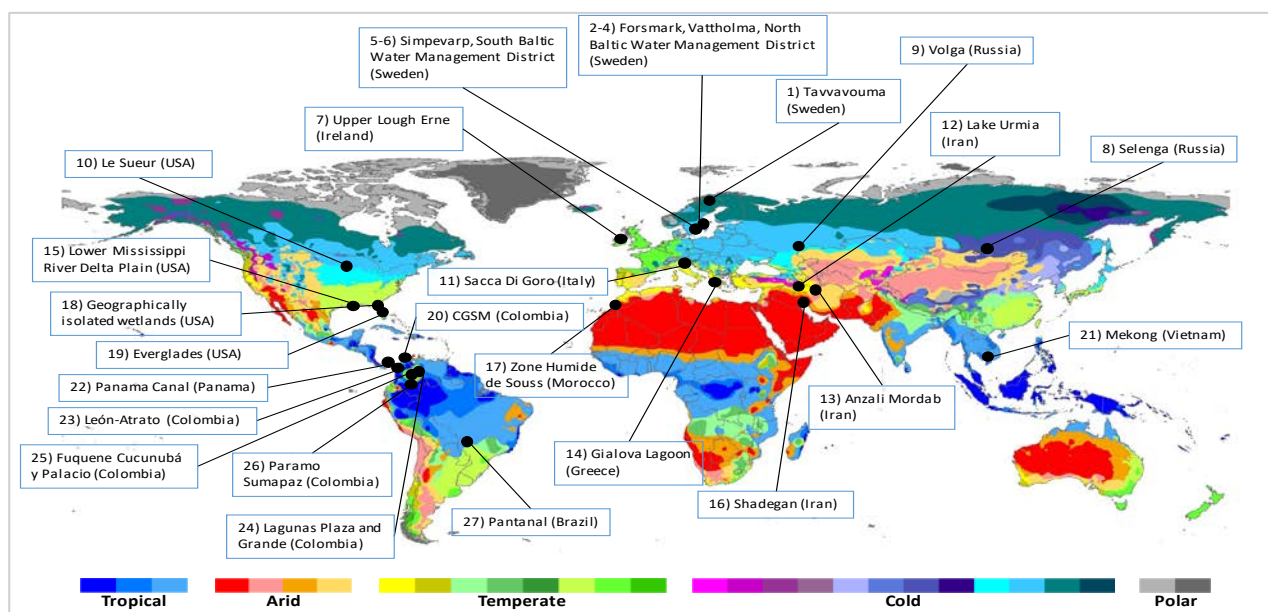 2-4) Forsmark, Vattholma, North
Baltic Water Management District
(Sweden)
5-6) Simpevarp, South Baltic
Water Management District
(Sweden)
9) Volga (Russia)
1) Tavvavouma
(Sweden)
7) Upper Lough Erne
(Ireland)
12) Lake Urmia
(Iran)
10) Le Sueur (USA)
8) Selenga (Russia)
15) Lower Mississippi
River Delta Plain (USA)
11) Sacca Di Goro (Italy)
18) Geographically
isolated wetlands (USA)
20) CGSM (Colombia)
19) Everglades (USA)
21) Mekong (Vietnam)
17) Zone Humide
de Souss (Morocco)
22) Panama Canal (Panama)
13) Anzali Mordab
(Iran)
23) León-Atrato (Colombia)
14) Gialova Lagoon
(Greece)
25) Fuquene Cucunubá
y Palacio (Colombia)
26) Paramo
Sumapaz (Colombia)
16) Shadegan (Iran)
24) Lagunas Plaza and
Grande (Colombia)
27) Pantanal (Brazil)
Tropical
Arid
Temperate
Cold
Polar